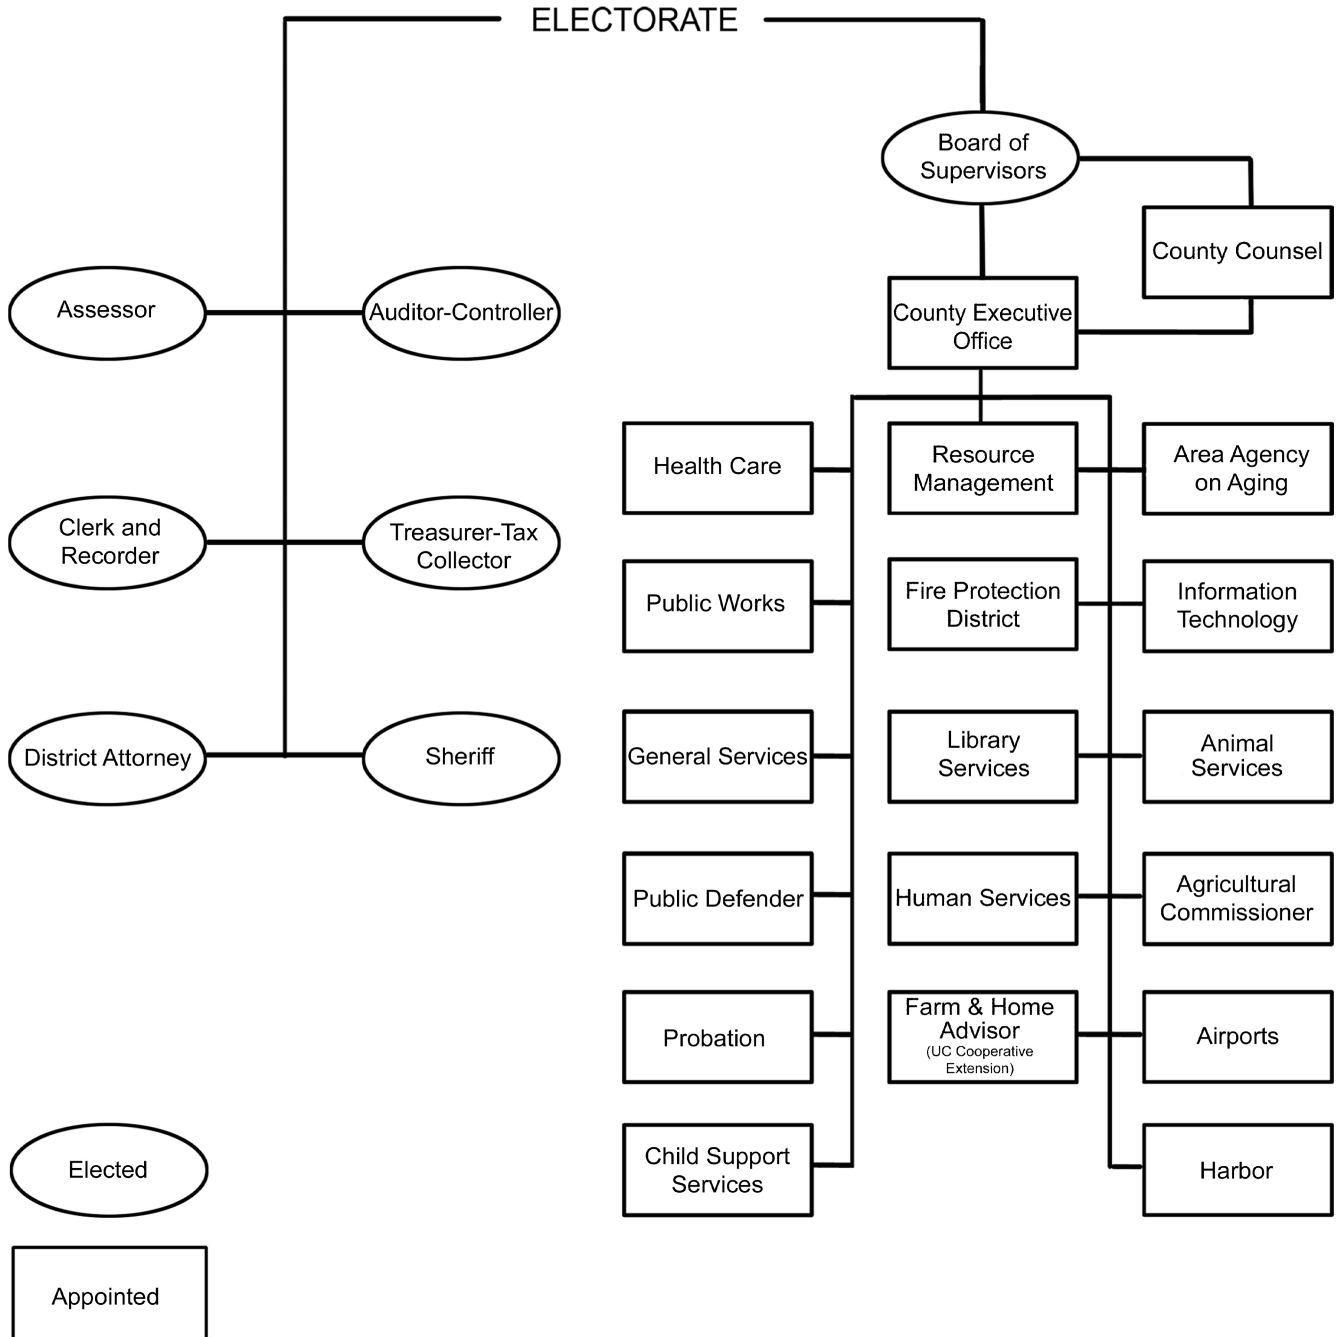 ELECTORATE
Board of
Supervisors
County Counsel
County Executive
Office
Assessor
Auditor-Controller
Clerk and
Recorder
Treasurer-Tax
Collector
District Attorney
Sheriff
Health Care
Resource
Management
Area Agency
on Aging
Public Works
Fire Protection
District
Information
Technology
General Services
Library
Services
Animal
Services
Public Defender
Human Services
Agricultural
Commissioner
Probation
Farm & Home
Advisor
(UC Cooperative
Extension)
Airports
Child Support
Services
Harbor
Elected
Appointed